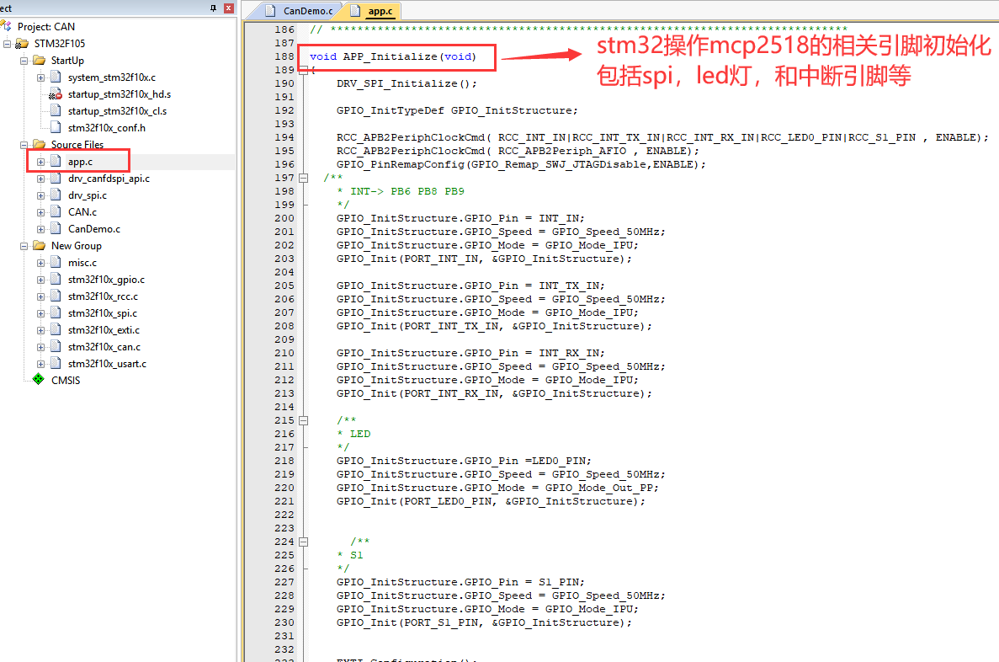 ect
Project: CAN
STM32F105
StartUp
system_stm32f10x.c
startup_stm32f10x_hd.s
startup_stm32f10x_cl.s
stm32f10x_conf.h
Source Files
app.c
drv_canfdspi_api.c
drv_spi.c
CAN.c
CanDemo.c
New Group
misc.c
stm32f10x_gpio.c
stm32f10x_rcc.c
stm32f10x_spi.c
stm32f10x_exti.c
stm32f10x_can.c
stm32f10x_usart.c
CMSIS
CanDemo.c app.c
186 // *****************************************************************************
187
188 void APP_Initialize(void)
stm32操作mcp2518的相关引脚初始化
包括spi，led灯，和中断引脚等
189 {
190 DRV_SPI_Initialize();
191
192 GPIO_InitTypeDef GPIO_InitStructure;
193
194 RCC_APB2PeriphClockCmd( RCC_INT_IN|RCC_INT_TX_IN|RCC_INT_RX_IN|RCC_LED0_PIN|RCC_S1_PIN , ENABLE);
195 RCC_APB2PeriphClockCmd( RCC_APB2Periph_AFIO , ENABLE);
196 GPIO_PinRemapConfig(GPIO_Remap_SWJ_JTAGDisable,ENABLE);
197 /**
198 * INT-> PB6 PB8 PB9
199 */
200 GPIO_InitStructure.GPIO_Pin = INT_IN;
201 GPIO_InitStructure.GPIO_Speed = GPIO_Speed_50MHz;
202 GPIO_InitStructure.GPIO_Mode = GPIO_Mode_IPU;
203 GPIO_Init(PORT_INT_IN, &GPIO_InitStructure);
204
205 GPIO_InitStructure.GPIO_Pin = INT_TX_IN;
206 GPIO_InitStructure.GPIO_Speed = GPIO_Speed_50MHz;
207 GPIO_InitStructure.GPIO_Mode = GPIO_Mode_IPU;
208 GPIO_Init(PORT_INT_TX_IN, &GPIO_InitStructure);
209
210 GPIO_InitStructure.GPIO_Pin = INT_RX_IN;
211 GPIO_InitStructure.GPIO_Speed = GPIO_Speed_50MHz;
212 GPIO_InitStructure.GPIO_Mode = GPIO_Mode_IPU;
213 GPIO_Init(PORT_INT_RX_IN, &GPIO_InitStructure);
214
215 /**
216 * LED
217 */
218 GPIO_InitStructure.GPIO_Pin =LED0_PIN;
219 GPIO_InitStructure.GPIO_Speed = GPIO_Speed_50MHz;
220 GPIO_InitStructure.GPIO_Mode = GPIO_Mode_Out_PP;
221 GPIO_Init(PORT_LED0_PIN, &GPIO_InitStructure);
222
223
224 /**
225 * S1
226 */
227 GPIO_InitStructure.GPIO_Pin = S1_PIN;
228 GPIO_InitStructure.GPIO_Speed = GPIO_Speed_50MHz;
229 GPIO_InitStructure.GPIO_Mode = GPIO_Mode_IPU;
230 GPIO_Init(PORT_S1_PIN, &GPIO_InitStructure);
231
232